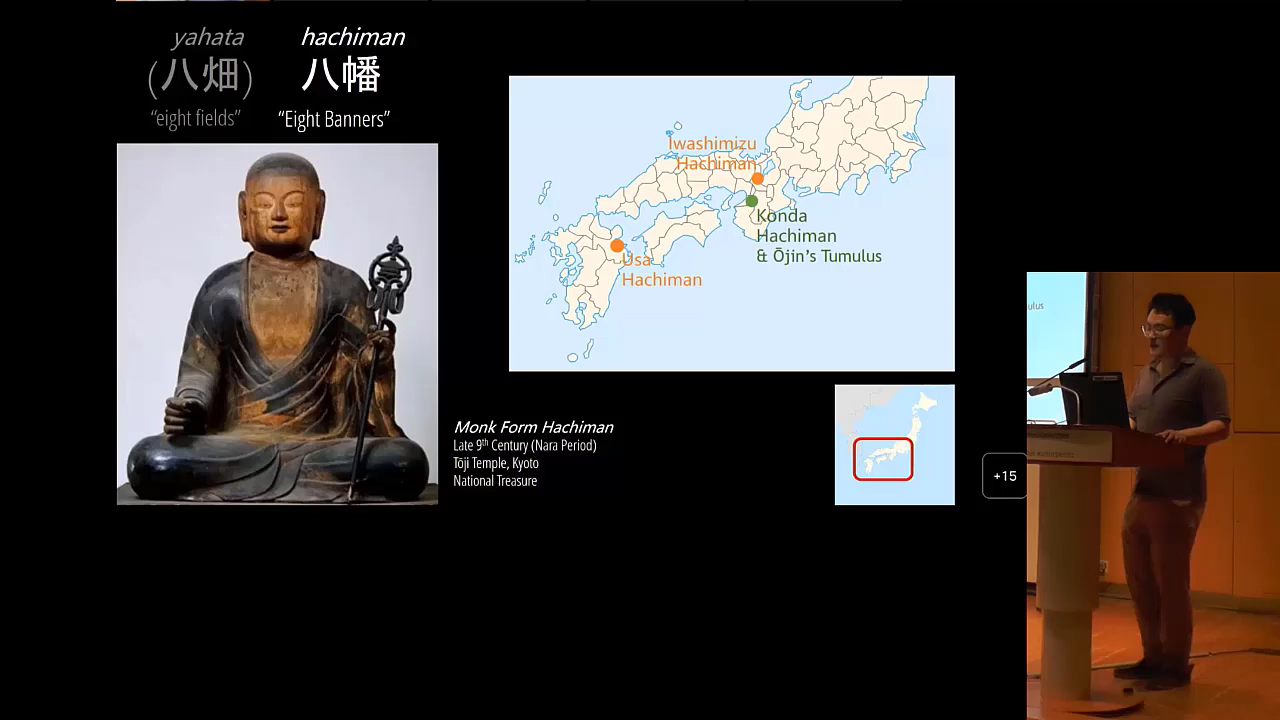 yahata
hachiman
(八畑)
八幡
“eight fields”
“Eight Banners”
Iwashimizu
Hachiman
Konda
Hachiman
& Ōjin’s Tumulus
Usa
Hachiman
Monk Form Hachiman
Late 9th Century (Nara Period)
Tōji Temple, Kyoto
National Treasure
+15
ulus